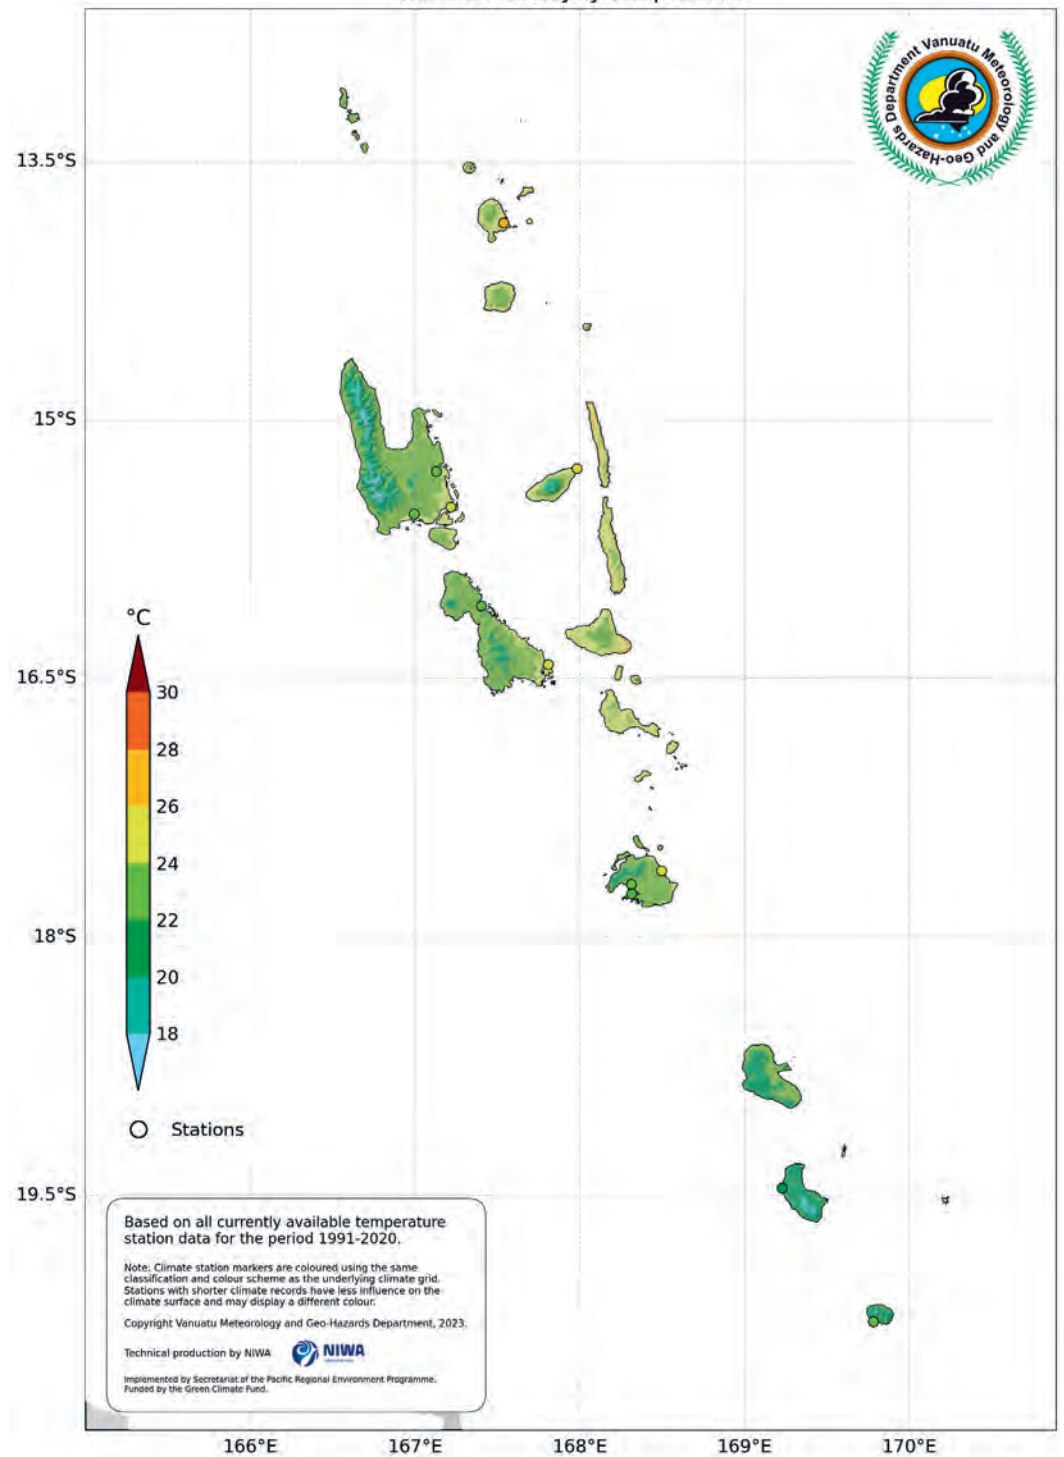 Department Vanuatu Meteorology and Geo-Hazards
13.5°S
15°S
16.5°S
18°S
19.5°S
°C
30
28
26
24
22
20
18
Stations
Based on all currently available temperature
station data for the period 1991-2020.
Note: Climate station markers are coloured using the same
classification and colour scheme as the underlying climate grid.
Stations with shorter climate records have less influence on the
climate surface and may display a different colour.
Copyright Vanuatu Meteorology and Geo-Hazards Department, 2023.
Technical production by NIWA
NIWA
Implemented by Secretariat of the Pacific Regional Environment Programme.
Funded by the Green Climate Fund.
166°E
167°E
168°E
169°E
170°E